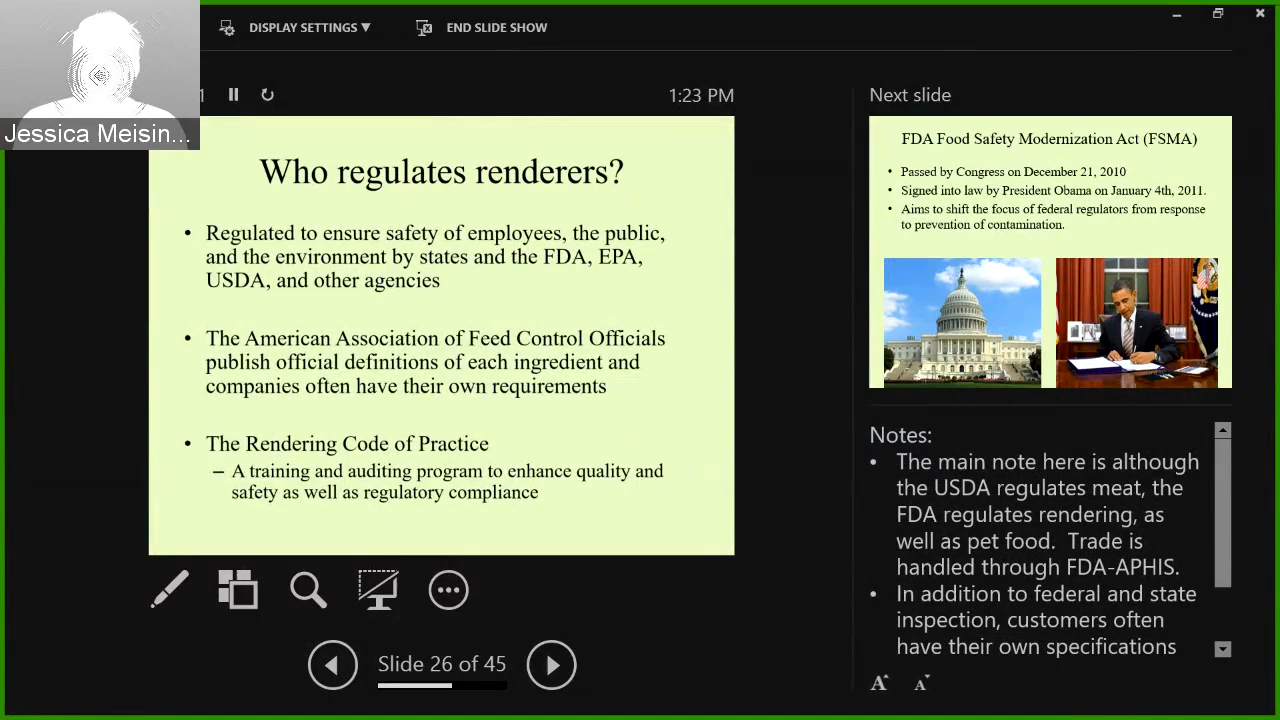 DISPLAY SETTINGS ▼
END SLIDE SHOW
Jessica Meisin...
1:23 PM
Who regulates renderers?
• Regulated to ensure safety of employees, the public,
and the environment by states and the FDA, EPA,
USDA, and other agencies
• The American Association of Feed Control Officials
publish official definitions of each ingredient and
companies often have their own requirements
• The Rendering Code of Practice
– A training and auditing program to enhance quality and
safety as well as regulatory compliance
Slide 26 of 45
Next slide
FDA Food Safety Modernization Act (FSMA)
• Passed by Congress on December 21, 2010
• Signed into law by President Obama on January 4th, 2011.
• Aims to shift the focus of federal regulators from response
to prevention of contamination.
Notes:
• The main note here is although
the USDA regulates meat, the
FDA regulates rendering, as
well as pet food.  Trade is
handled through FDA-APHIS.
• In addition to federal and state
inspection, customers often
have their own specifications
A A